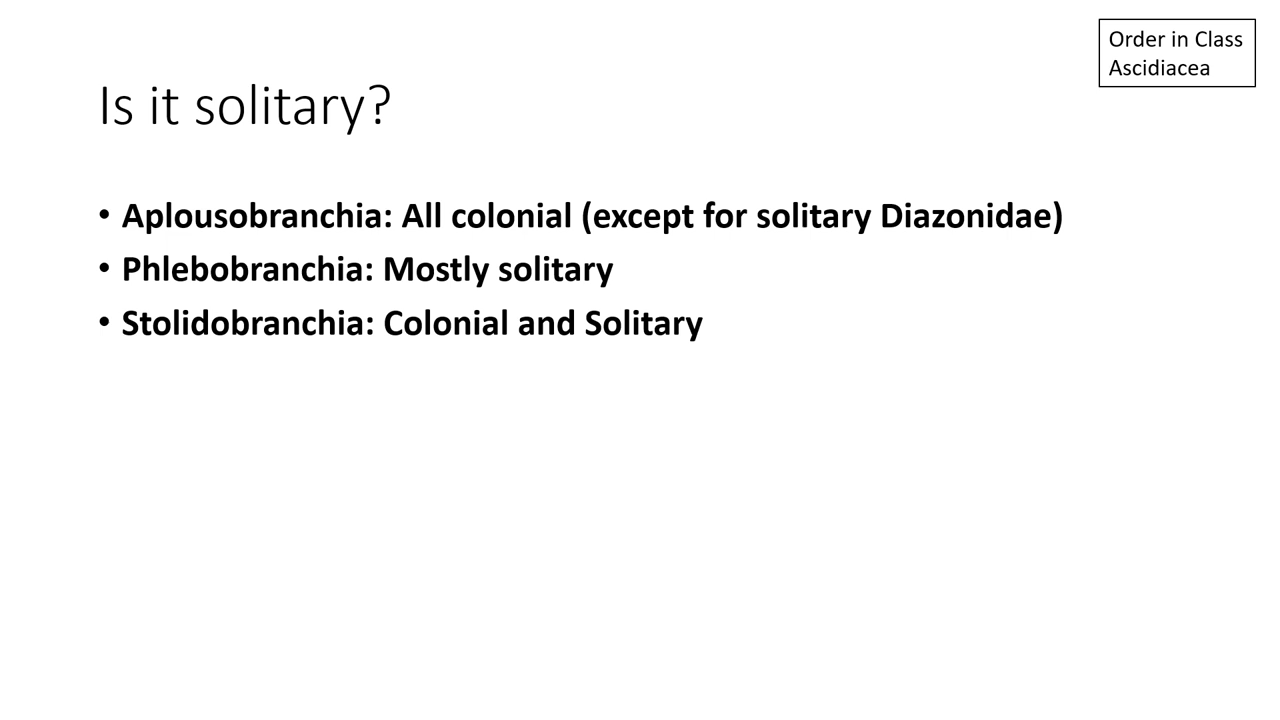 Order in Class
Ascidiacea
Is it solitary?
• Aplousobranchia: All colonial (except for solitary Diazonidae)
• Phlebobranchia: Mostly solitary
• Stolidobranchia: Colonial and Solitary